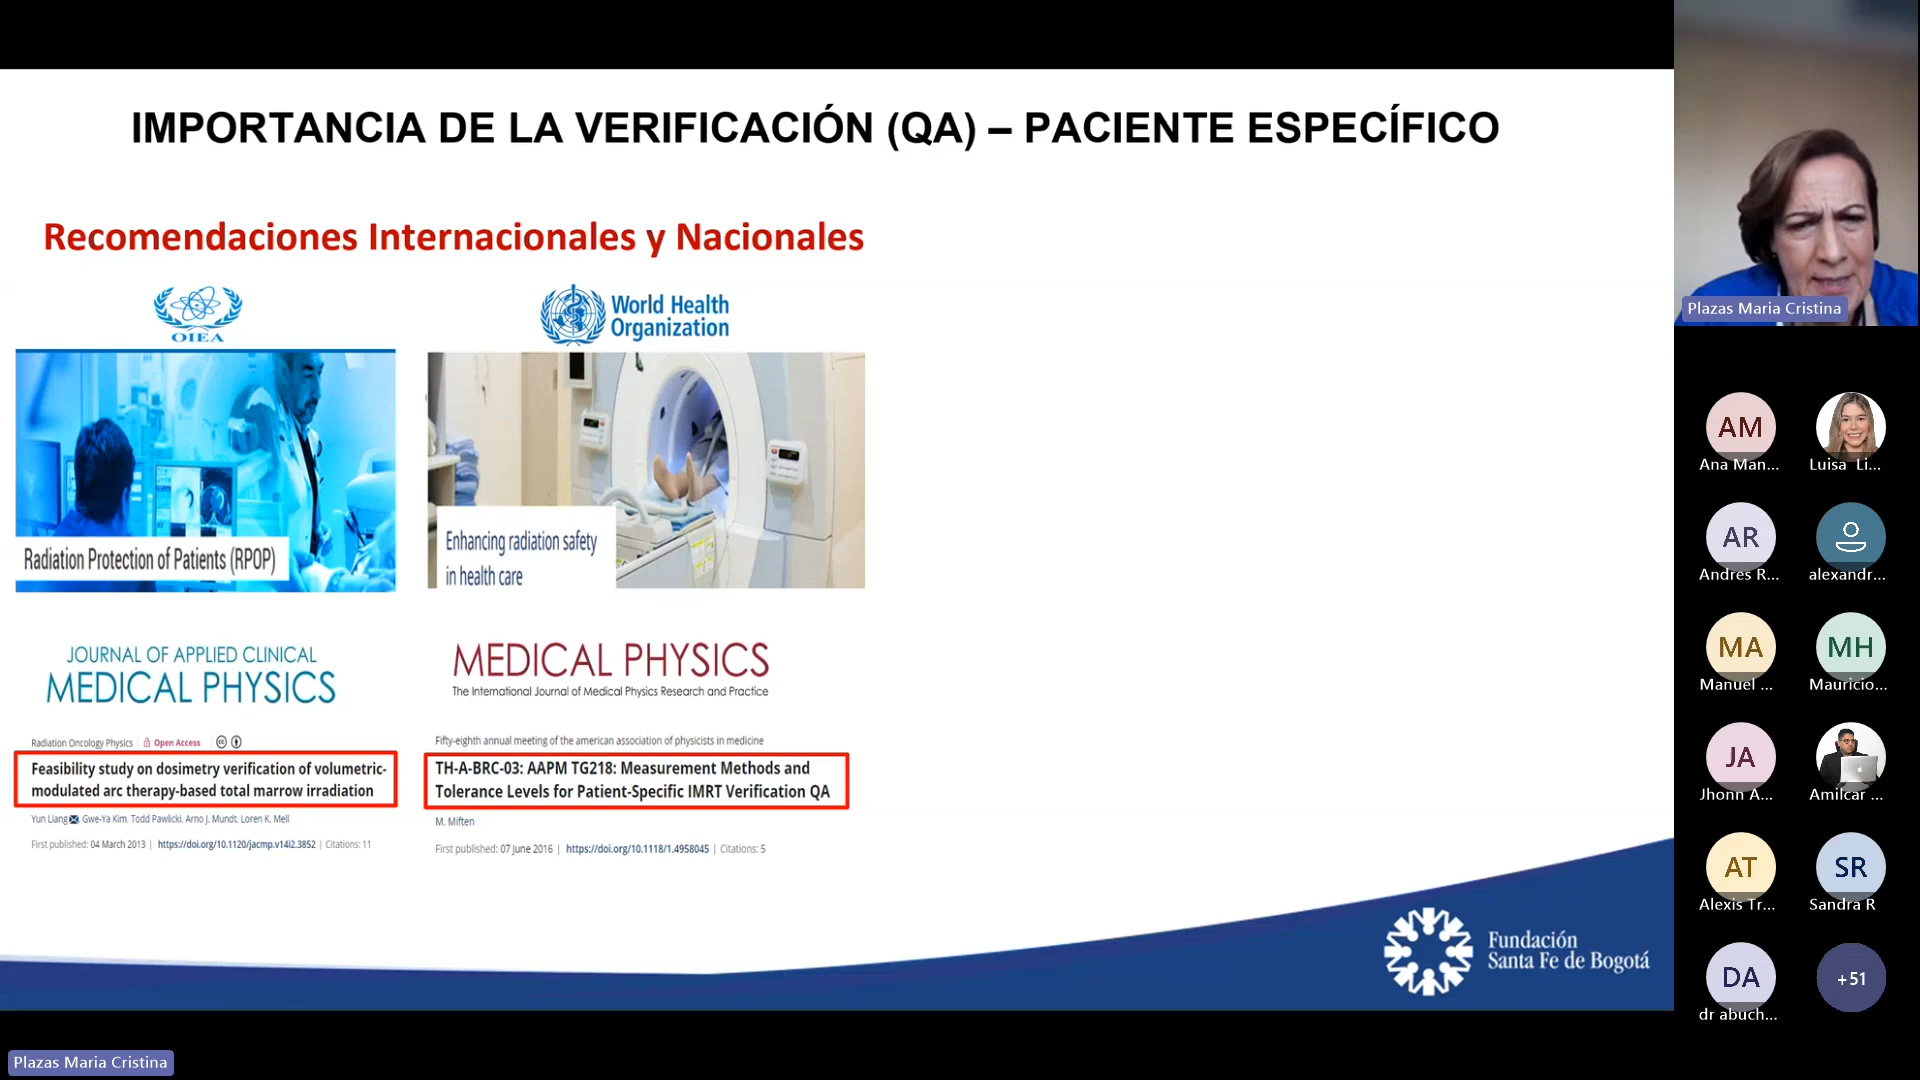 IMPORTANCIA DE LA VERIFICACIÓN (QA) – PACIENTE ESPECÍFICO
Recomendaciones Internacionales y Nacionales
OIEA
World Health
Organization
Radiation Protection of Patients (RPOP)
Enhancing radiation safety
in health care
JOURNAL OF APPLIED CLINICAL
MEDICAL PHYSICS
Radiation Oncology Physics | Open Access
Feasibility study on dosimetry verification of volumetric-
modulated arc therapy-based total marrow irradiation
Yun Liang, Gwe-Ya Kim, Todd Pawlicki, Arno J. Mundt, Loren K. Mell
First published: 04 March 2013 | https://doi.org/10.1120/jacmp.v14i2.3852 | Citations: 11
MEDICAL PHYSICS
The International Journal of Medical Physics Research and Practice
Fifty-eighth annual meeting of the american association of physicists in medicine
TH-A-BRC-03: AAPM TG218: Measurement Methods and
Tolerance Levels for Patient-Specific IMRT Verification QA
M. Miften
First published: 07 June 2016 | https://doi.org/10.1118/1.4958045 | Citations: 5
Fundación
Santa Fe de Bogotá
Plazas Maria Cristina
Plazas Maria Cristina
AM
Ana Man...
Luisa Li...
AR
Andres R...
alexandr...
MA
Manuel ...
MH
Mauricio...
JA
Jhonn A...
Amilcar ...
AT
Alexis Tr...
SR
Sandra R
DA
dr abuch...
+51